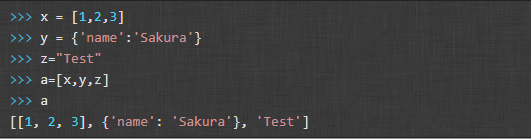 >>> x = [1,2,3]
>>> y = {'name':'Sakura'}
>>> z="Test"
>>> a=[x,y,z]
>>> a
[[1, 2, 3], {'name': 'Sakura'}, 'Test']